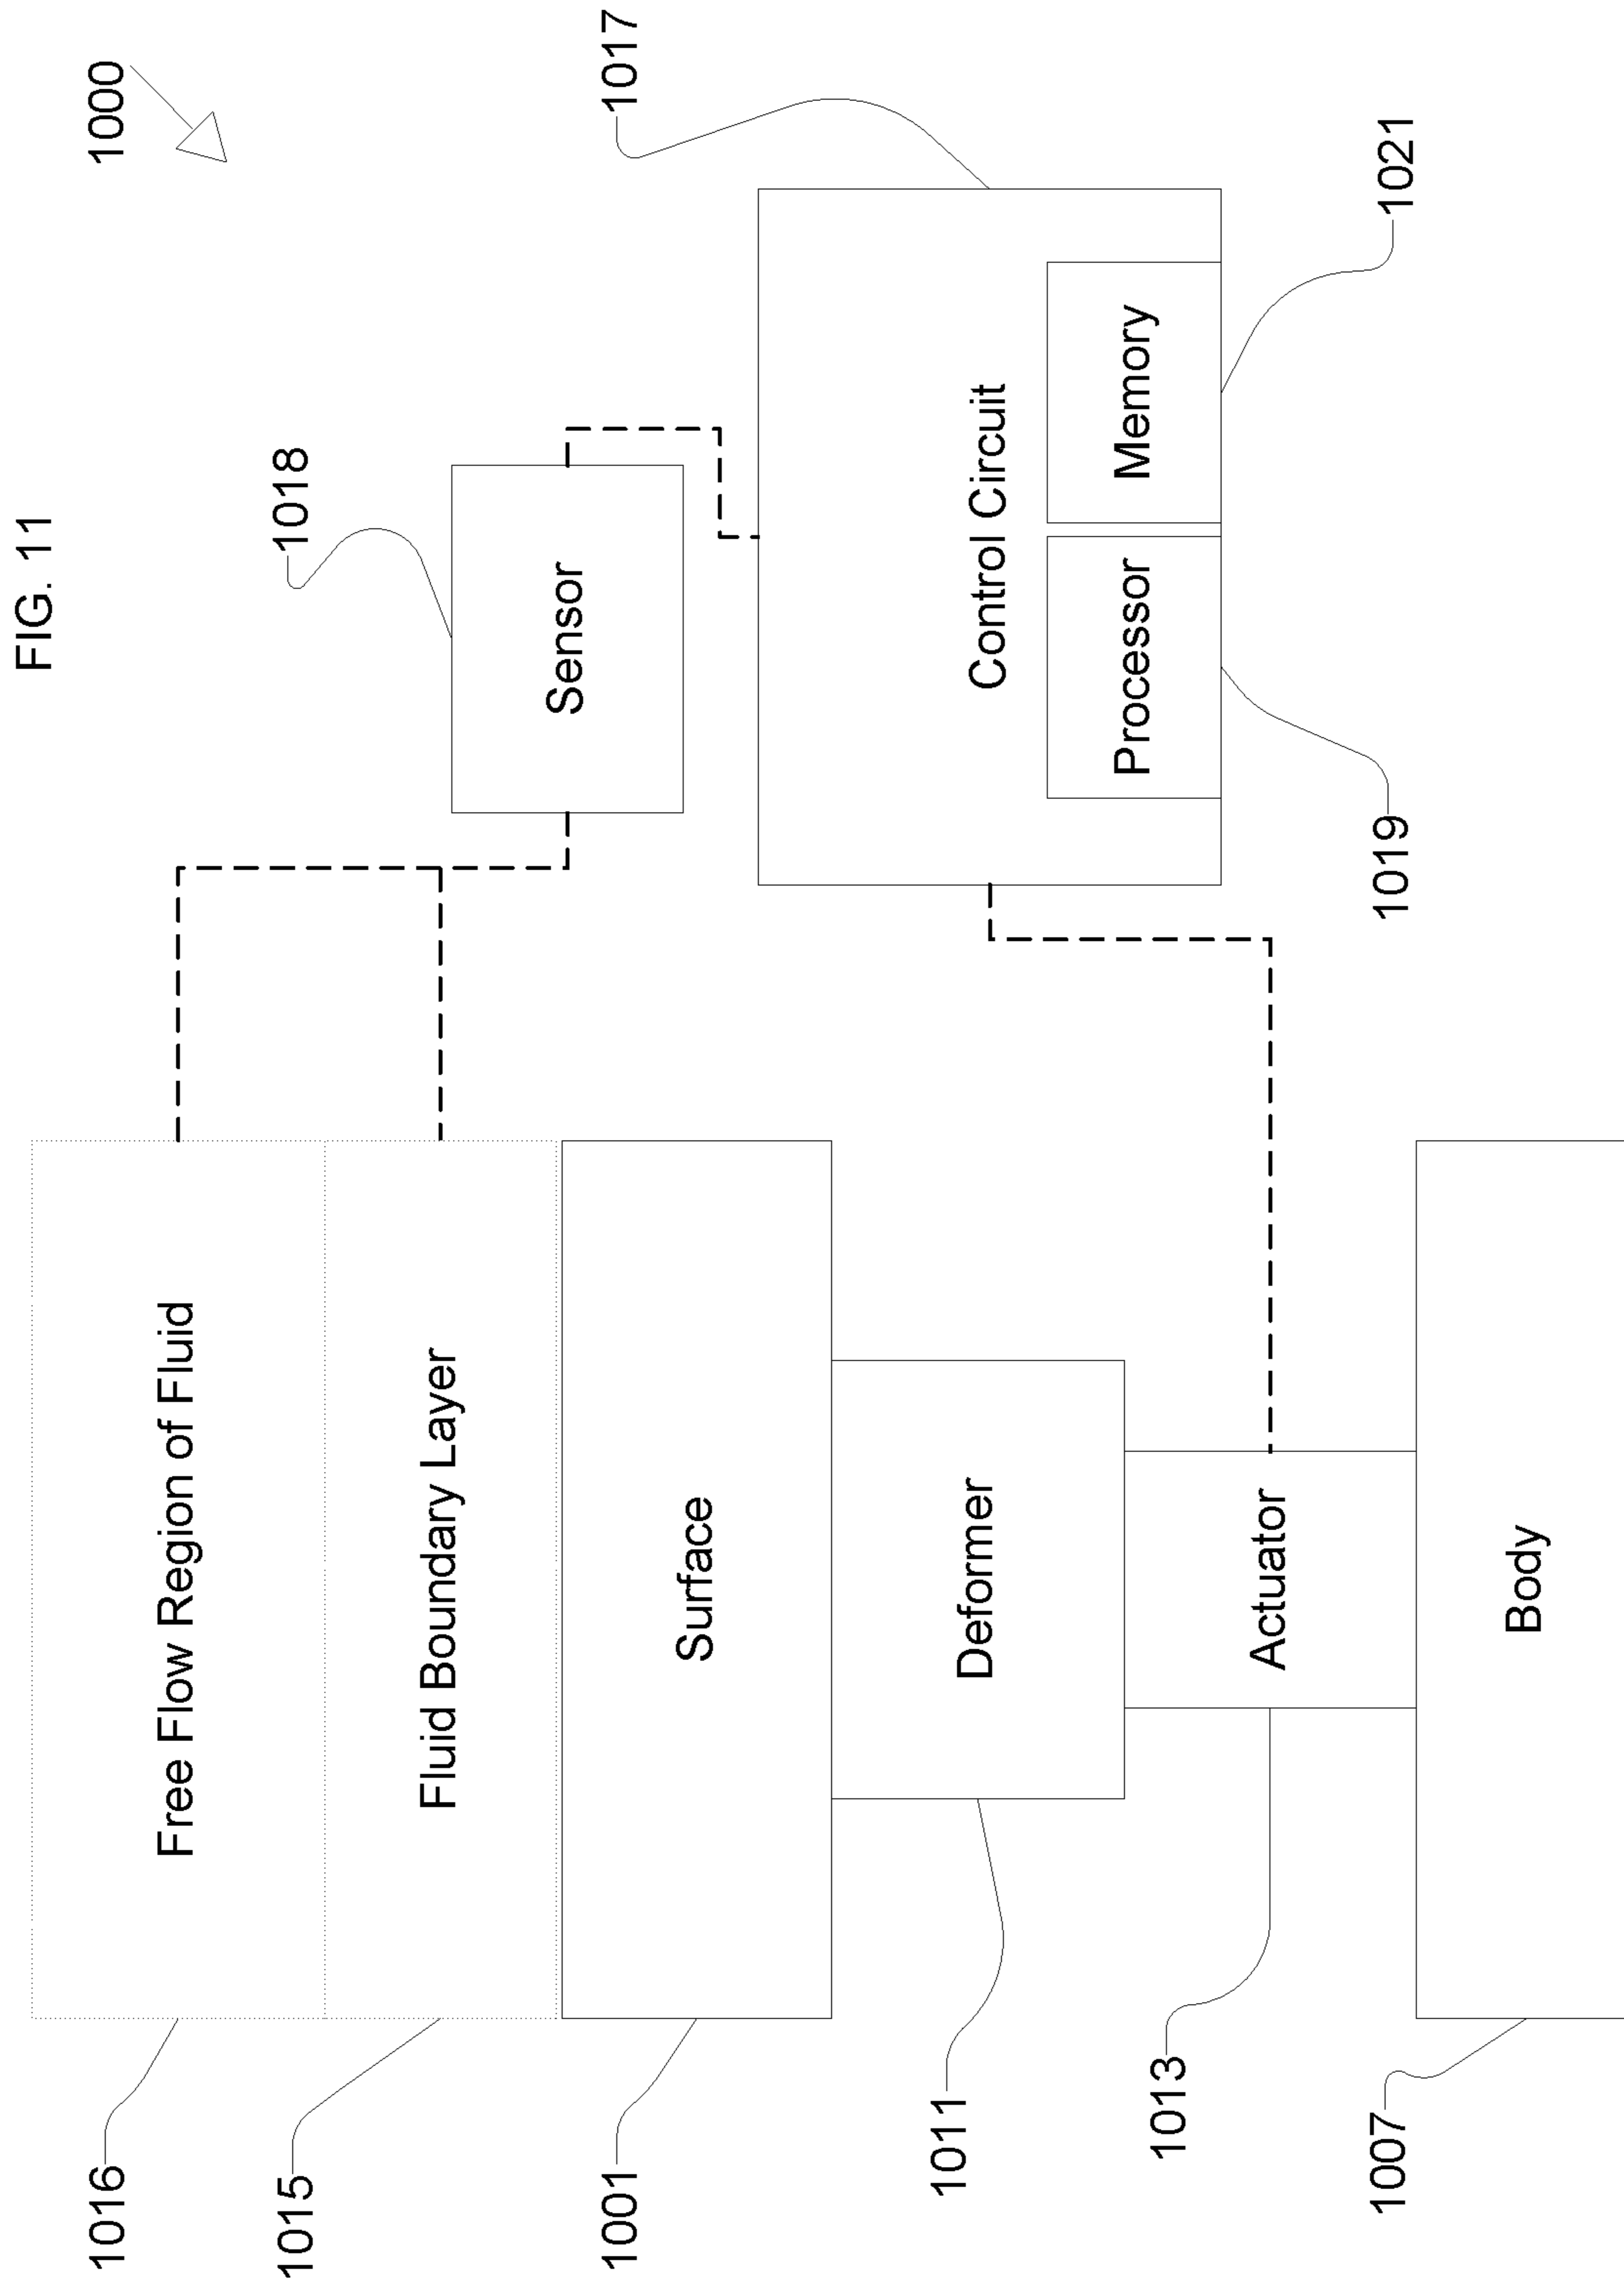 FIG. 11
1000
1016
Free Flow Region of Fluid
1015
Fluid Boundary Layer
1018
Sensor
1001
Surface
1017
Control Circuit
Processor
Memory
1011
Deformer
1019
1021
1013
Actuator
1007
Body